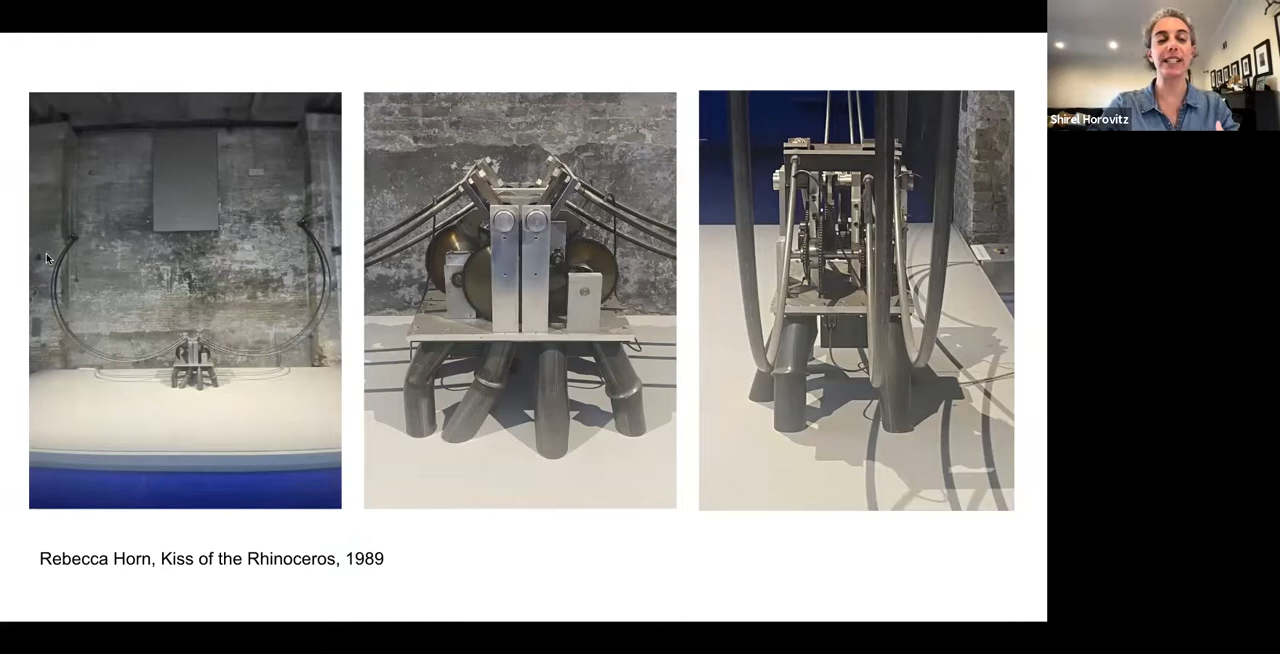 Shirel Horovitz
Rebecca Horn, Kiss of the Rhinoceros, 1989